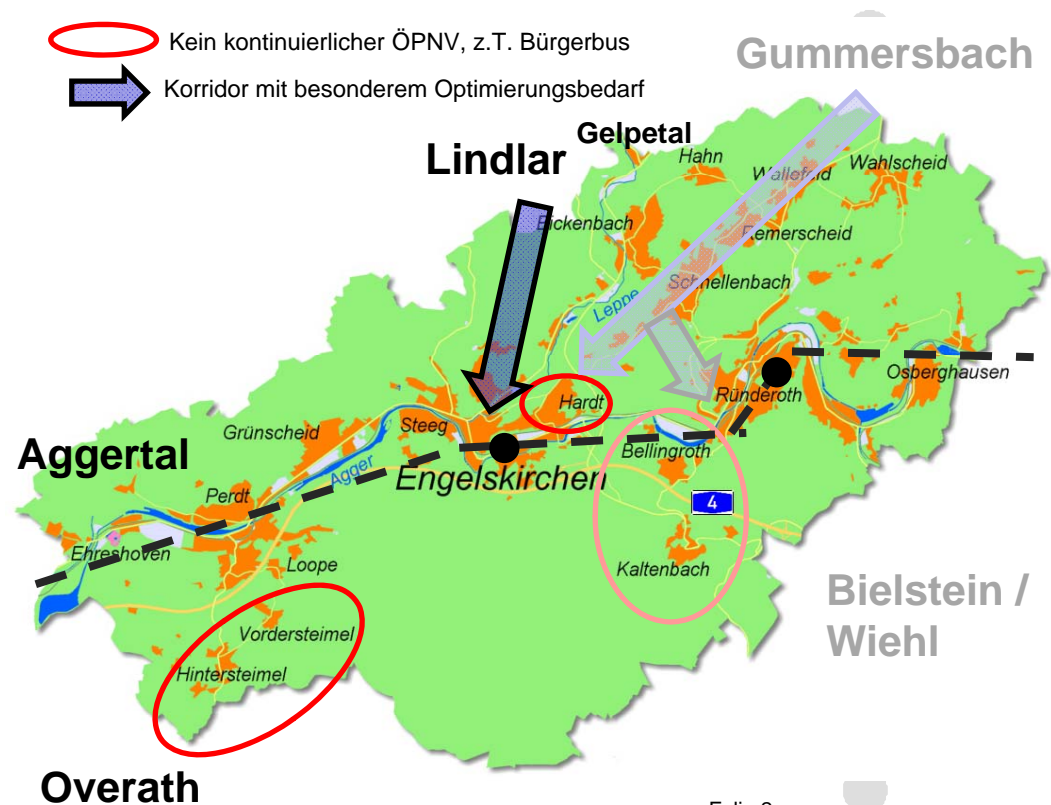 Kein kontinuierlicher ÖPNV, z.T. Bürgerbus
Korridor mit besonderem Optimierungsbedarf
Gummersbach
Gelpetal
Lindlar
Hahn
Wallefeld
Wahlscheid
Bickenbach
Remerscheid
Schnellenbach
Leppe
Osberghausen
Ründeroth
Hardt
Steeg
Grünscheid
Bellingroth
Aggertal
Agger
Engelskirchen
Perdt
4
Ehreshoven
Loope
Kaltenbach
Bielstein /
Wiehl
Vordersteimel
Hintersteimel
Overath